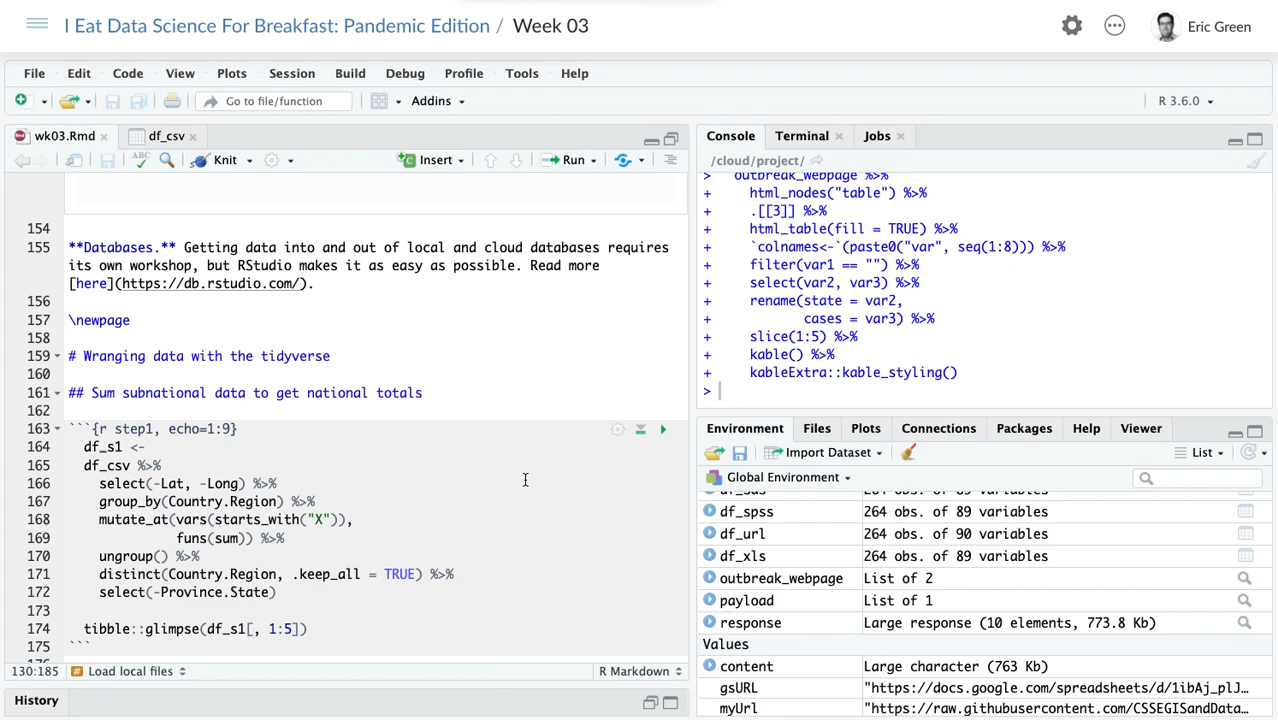 I Eat Data Science For Breakfast: Pandemic Edition / Week 03
Eric Green
File Edit Code View Plots Session Build Debug Profile Tools Help
Go to file/function
Addins
R 3.6.0
wk03.Rmd
df_csv
ABC
Knit
Insert
Run
154
155 **Databases.** Getting data into and out of local and cloud databases requires
its own workshop, but RStudio makes it as easy as possible. Read more
[here](https://db.rstudio.com/).
156
157 \newpage
158
159 # Wranging data with the tidyverse
160
161 ## Sum subnational data to get national totals
162
163 ```{r step1, echo=1:9}
164 df_s1 <-
165 df_csv %>%
166 select(-Lat, -Long) %>%
167 group_by(Country.Region) %>%
168 mutate_at(vars(starts_with("X")),
169 funs(sum)) %>%
170 ungroup() %>%
171 distinct(Country.Region, .keep_all = TRUE) %>%
172 select(-Province.State)
173
174 tibble::glimpse(df_s1[, 1:5])
175 ```
130:185
# Load local files
R Markdown
History
Console Terminal Jobs
/cloud/project/
> outbreak_webpage %>%
+ html_nodes("table") %>%
+ .[[3]] %>%
+ html_table(fill = TRUE) %>%
+ `colnames<-`(paste0("var", seq(1:8))) %>%
+ filter(var1 == "") %>%
+ select(var2, var3) %>%
+ rename(state = var2,
+ cases = var3) %>%
+ slice(1:5) %>%
+ kable() %>%
+ kableExtra::kable_styling()
>
Environment Files Plots Connections Packages Help Viewer
Import Dataset
List
Global Environment
df_sas 264 obs. of 89 variables
df_spss 264 obs. of 89 variables
df_url 264 obs. of 90 variables
df_xls 264 obs. of 89 variables
outbreak_webpage List of 2
payload List of 1
response Large response (10 elements, 773.8 Kb)
Values
content Large character (763 Kb)
gsURL "https://docs.google.com/spreadsheets/d/1ibAj_plJ…
myUrl "https://raw.githubusercontent.com/CSSEGISandData…